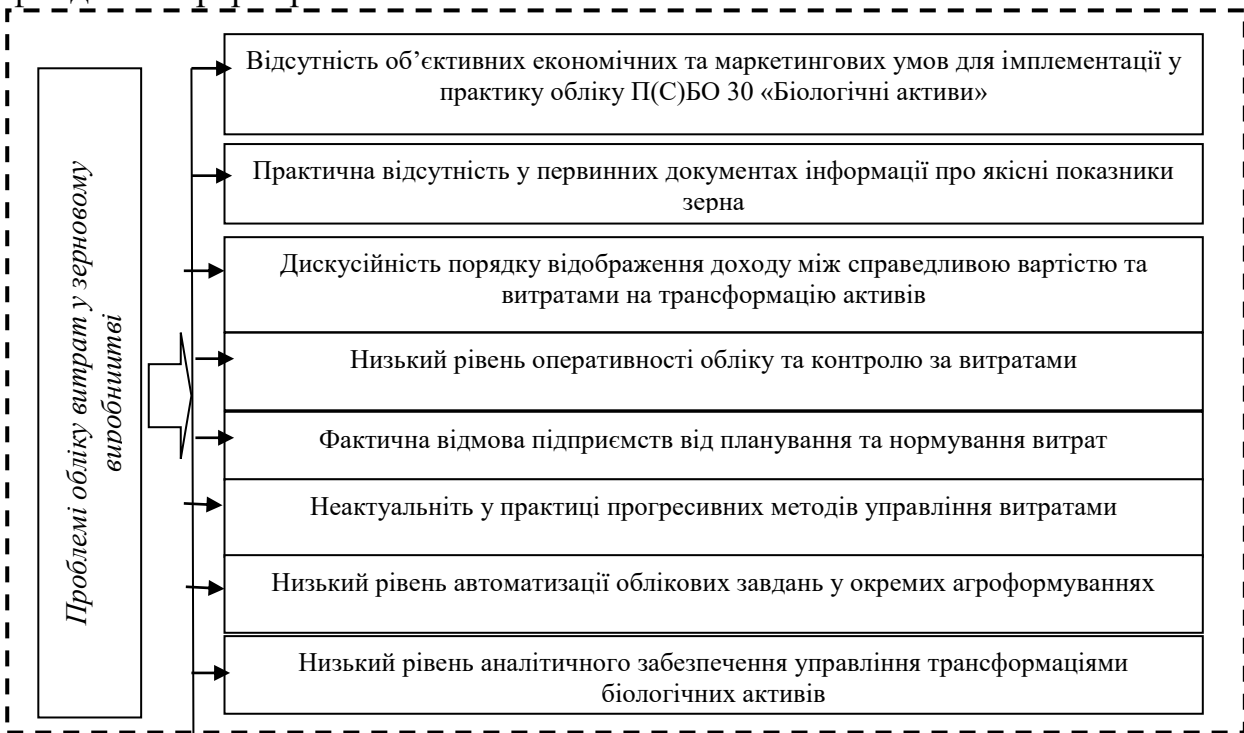 Проблемі обліку витрат у зерновому
виробництві
Відсутність об’єктивних економічних та маркетингових умов для імплементації у
практику обліку П(С)БО 30 «Біологічні активи»
Практична відсутність у первинних документах інформації про якісні показники
зерна
Дискусійність порядку відображення доходу між справедливою вартістю та
витратами на трансформацію активів
Низький рівень оперативності обліку та контролю за витратами
Фактична відмова підприємств від планування та нормування витрат
Неактуальніть у практиці прогресивних методів управління витратами
Низький рівень автоматизації облікових завдань у окремих агроформуваннях
Низький рівень аналітичного забезпечення управління трансформаціями
біологічних активів